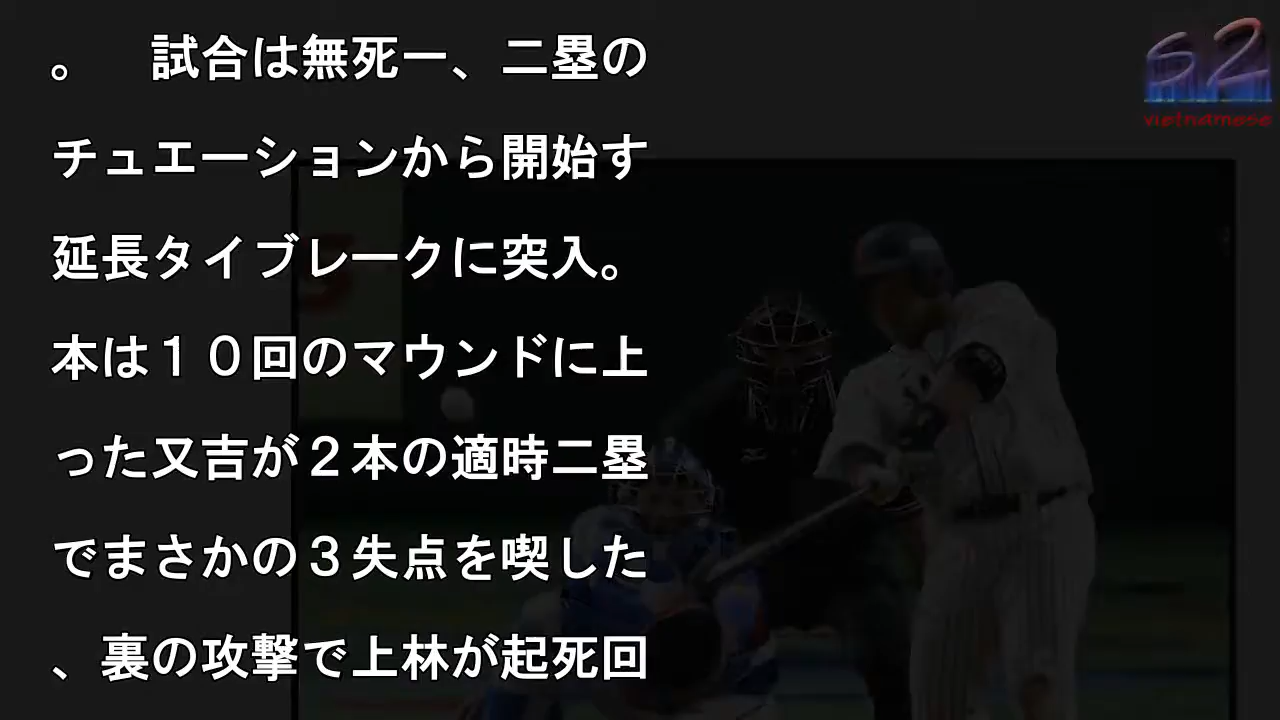 。　試合は無死一、二塁の
チュエーションから開始す
延長タイブレークに突入。
本は１０回のマウンドに上
った又吉が２本の適時二塁
でまさかの３失点を喫した
、裏の攻撃で上林が起死回
S2
vietnamese